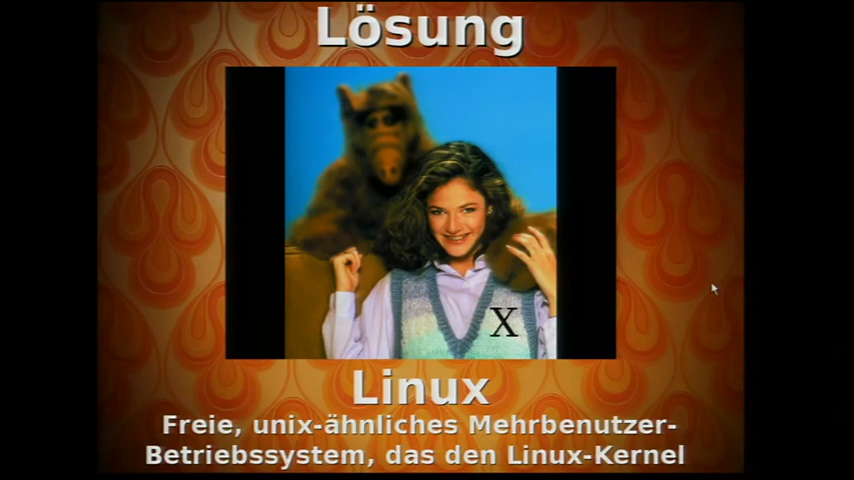 Lösung
X
Linux
Freie, unix-ähnliches Mehrbenutzer-
Betriebssystem, das den Linux-Kernel